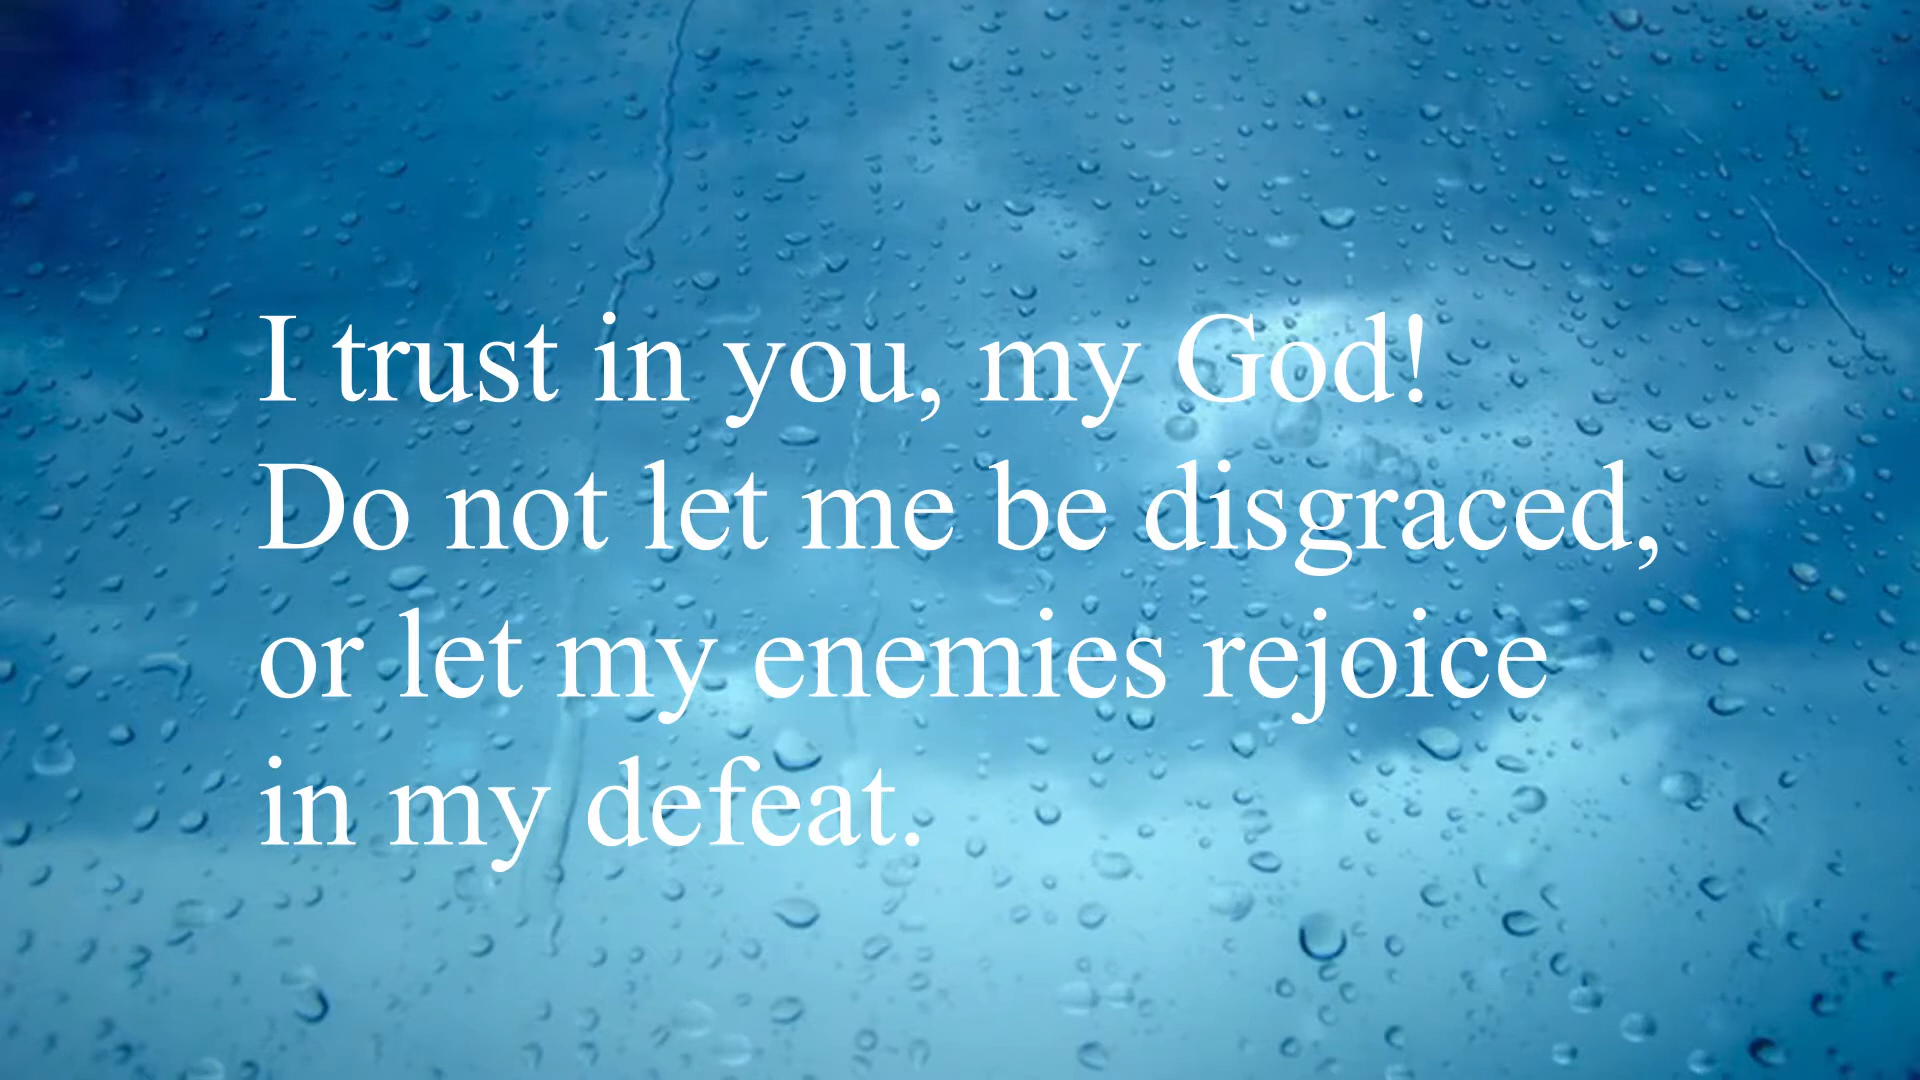 I trust in you, my God!
Do not let me be disgraced,
or let my enemies rejoice
in my defeat.